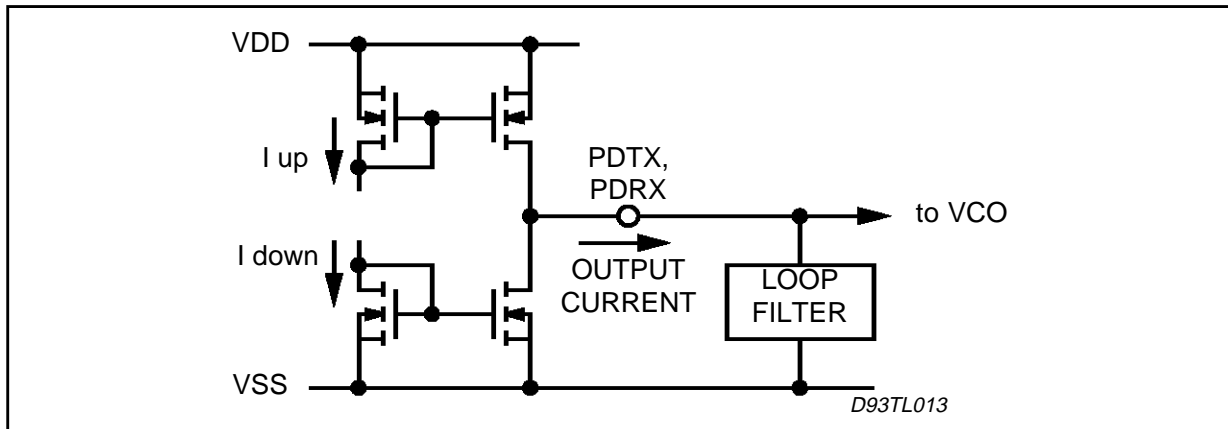 VDD
I up
PDTX,
PDRX
to VCO
I down
OUTPUT
CURRENT
LOOP
FILTER
VSS
D93TL013